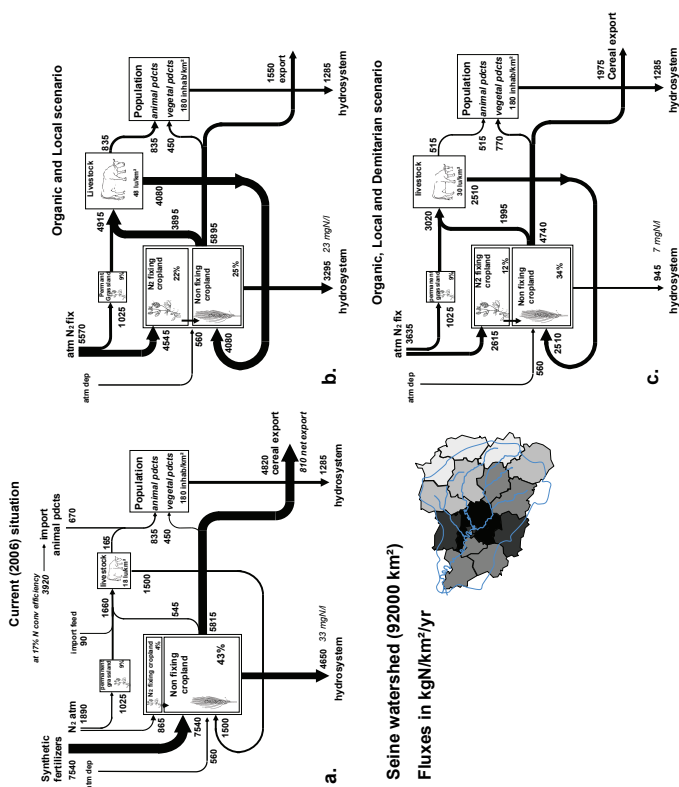 Current (2006) situation
at 17% N conv efficiency
3920
import
animal pdcts
670
Synthetic
fertilizers
7540
N₂ atm
1890
import feed
90
permanent
grassland
9%
1025
1660
livestock
18 lu/km²
165
1500
835
450
Population
animal pdcts
vegetal pdcts
180 inhab/km²
atm dep
560
865
7540
1500
N₂ fixing cropland
4%
Non fixing
cropland
43%
545
5815
4820
cereal export
810 net export
4650 33 mgN/l
hydrosystem
1285
hydrosystem
a.
Organic and Local scenario
atm N₂ fix
5570
atm dep
Permant
Grassland
9%
1025
4915
Livestock
48 lu/km²
835
4080
3895
835
450
Population
animal pdcts
vegetal pdcts
180 inhab/km²
4545
560
4080
N₂ fixing
cropland
22%
Non fixing
cropland
25%
5895
1550
export
3295 23 mgN/l
hydrosystem
1285
hydrosystem
b.
Organic, Local and Demitarian scenario
atm N₂ fix
3635
atm dep
permanent
grassland
9%
1025
3020
livestock
30 lu/km²
515
2510
1995
515
770
Population
animal pdcts
vegetal pdcts
180 inhab/km²
2615
560
2510
N2 fixing
cropland
12%
Non fixing
cropland
34%
4740
1975
Cereal export
945 7 mgN/l
hydrosystem
1285
hydrosystem
c.
Seine watershed (92000 km²)
Fluxes in kgN/km²/yr